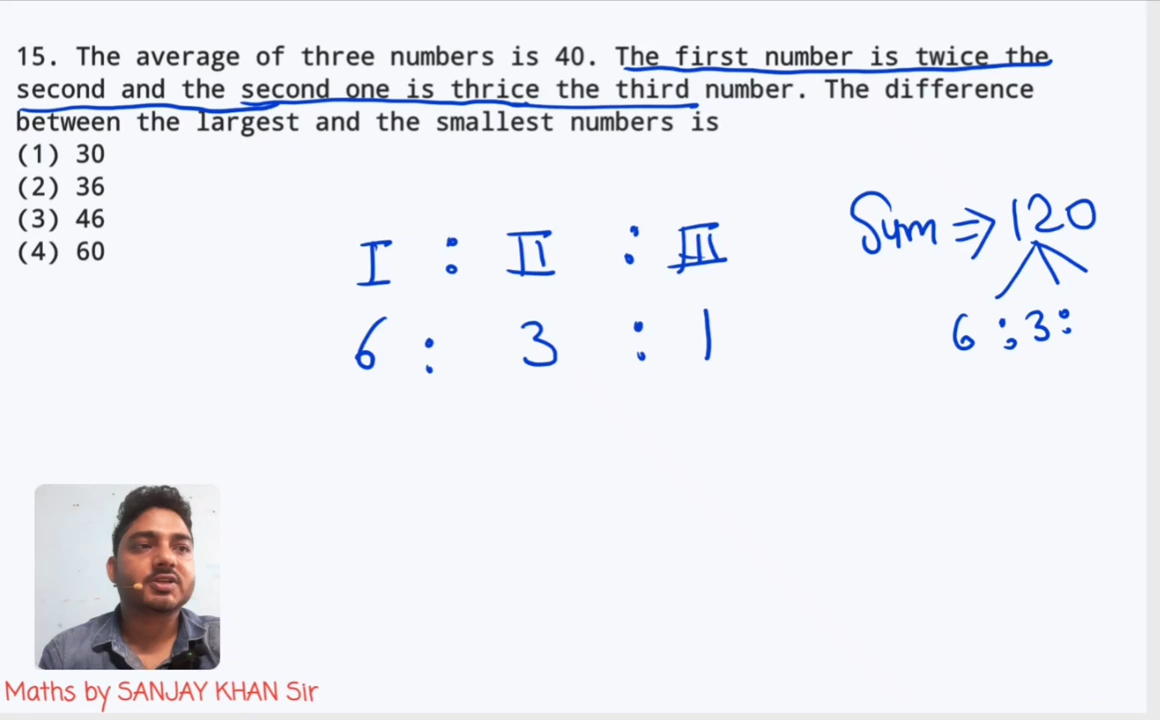 15. The average of three numbers is 40. The first number is twice the
second and the second one is thrice the third number. The difference
between the largest and the smallest numbers is
(1) 30
(2) 36
(3) 46
(4) 60
I : II : III
6 : 3 : 1
Sum ⇒ 120
6 : 3 :
Maths by SANJAY KHAN Sir